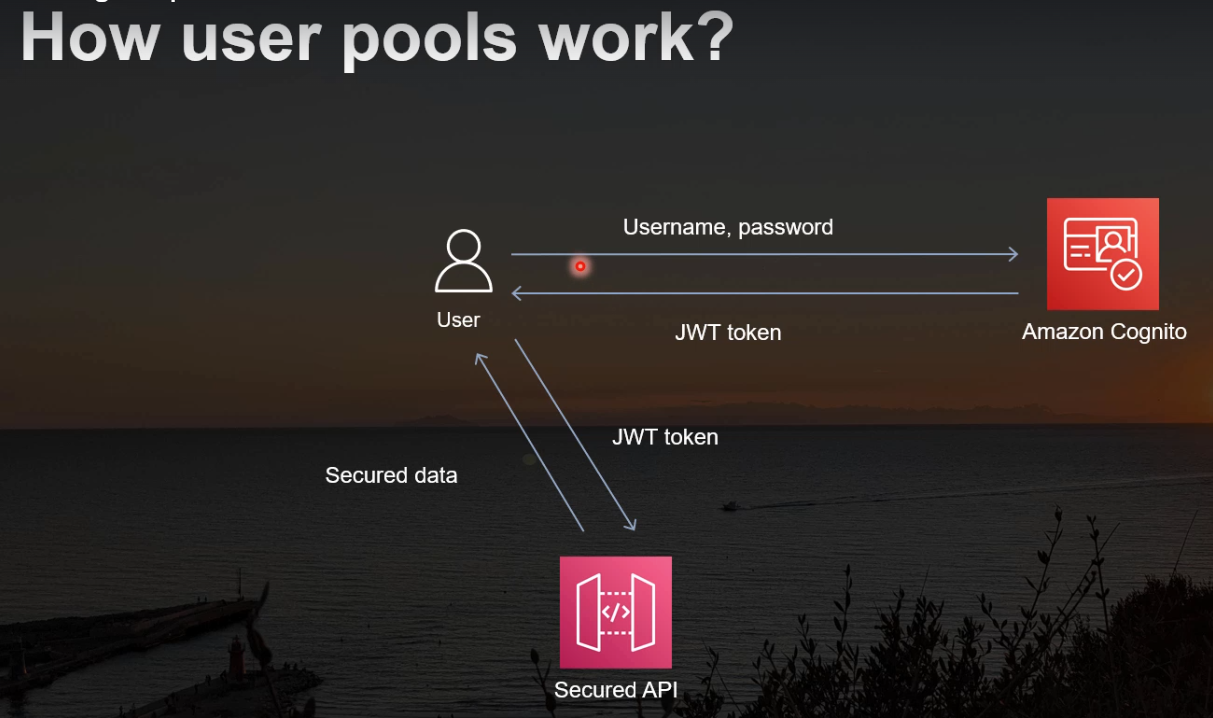 How user pools work?
Username, password
User
JWT token
Amazon Cognito
JWT token
Secured data
Secured API